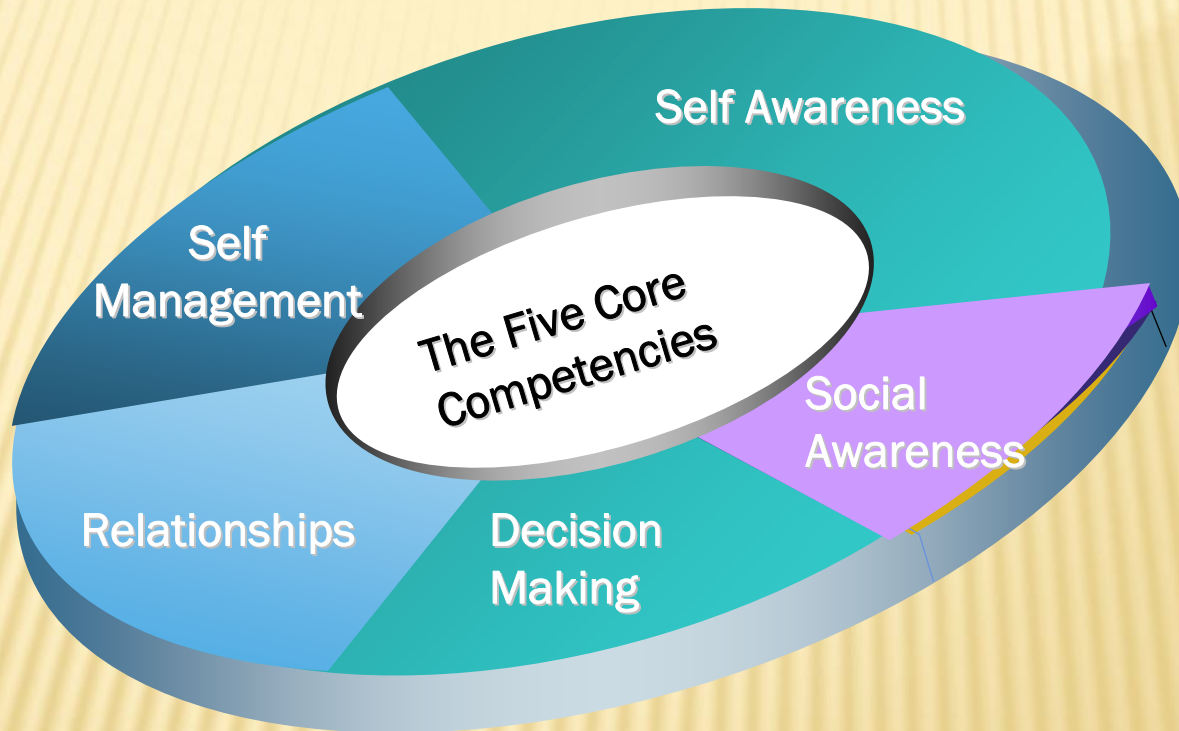 Self Awareness
Self
Management
The Five Core
Competencies
Social
Awareness
Relationships
Decision
Making